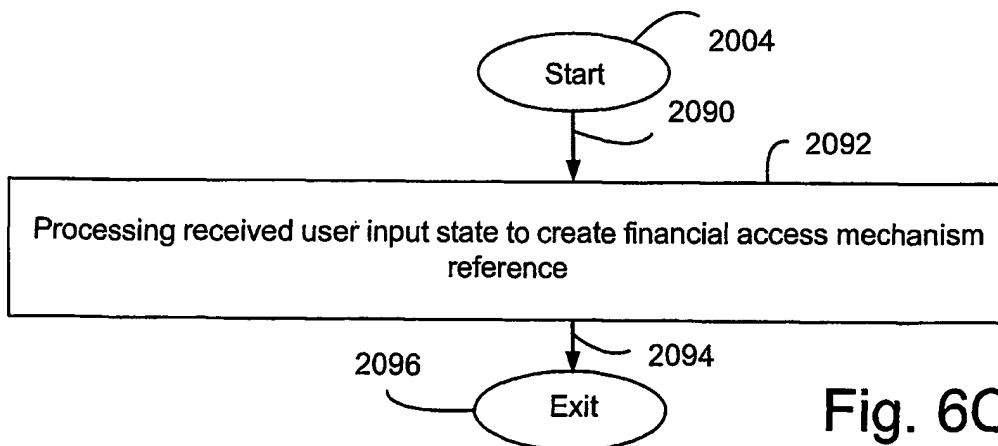 2004
Start
2090
2092
Processing received user input state to create financial access mechanism
reference
2094
2096
Exit
Fig.